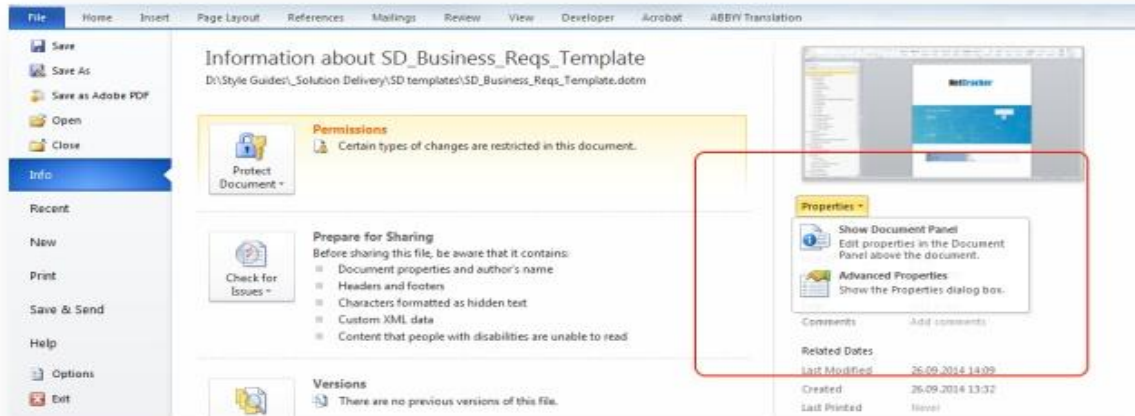 File Home Insert Page Layout References Mailings Review View Developer Acrobat ABBYY Translation
Save
Save As
Save as Adobe PDF
Open
Close
Info
Recent
New
Print
Save & Send
Help
Options
Exit
Information about SD_Business_Reqs_Template
D:\Style Guides\_Solution Delivery\SD templates\SD_Business_Reqs_Template.dotm
Protect
Document
Permissions
Certain types of changes are restricted in this document.
Check for
Issues
Prepare for Sharing
Before sharing this file, be aware that it contains:
Document properties and author's name
Headers and footers
Characters formatted as hidden text
Custom XML data
Content that people with disabilities are unable to read
Versions
There are no previous versions of this file.
NetCracker
Properties
Show Document Panel
Edit properties in the Document
Panel above the document.
Advanced Properties
Show the Properties dialog box.
Comments Add comments
Related Dates
Last Modified 26.09.2014 14:09
Created 26.09.2014 13:32
Last Printed Never